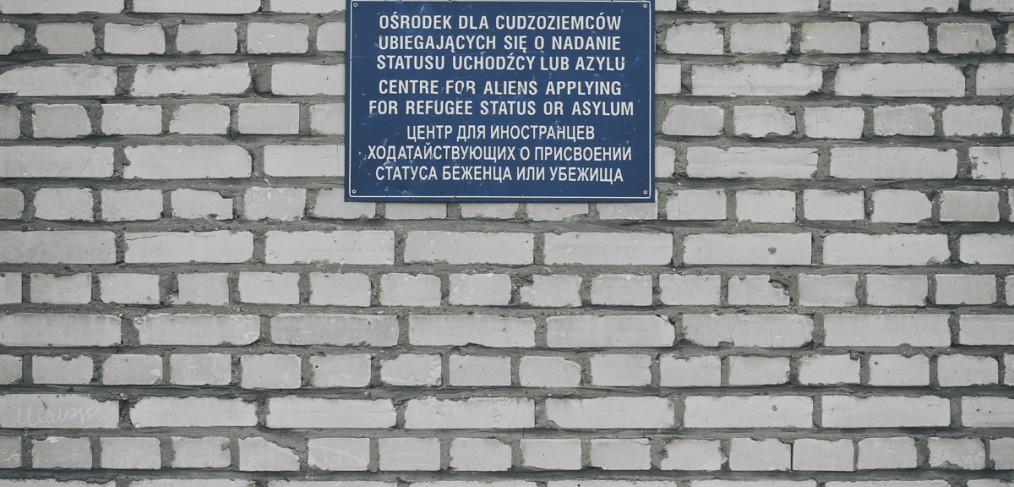 OŚRODEK DLA CUDZOZIEMCÓW
UBIEGAJĄCYCH SIĘ O NADANIE
STATUSU UCHODŹCY LUB AZYLU
CENTRE FOR ALIENS APPLYING
FOR REFUGEE STATUS OR ASYLUM
ЦЕНТР ДЛЯ ИНОСТРАНЦЕВ
ХОДАТАЙСТВУЮЩИХ О ПРИСВОЕНИИ
СТАТУСА БЕЖЕНЦА ИЛИ УБЕЖИЩА